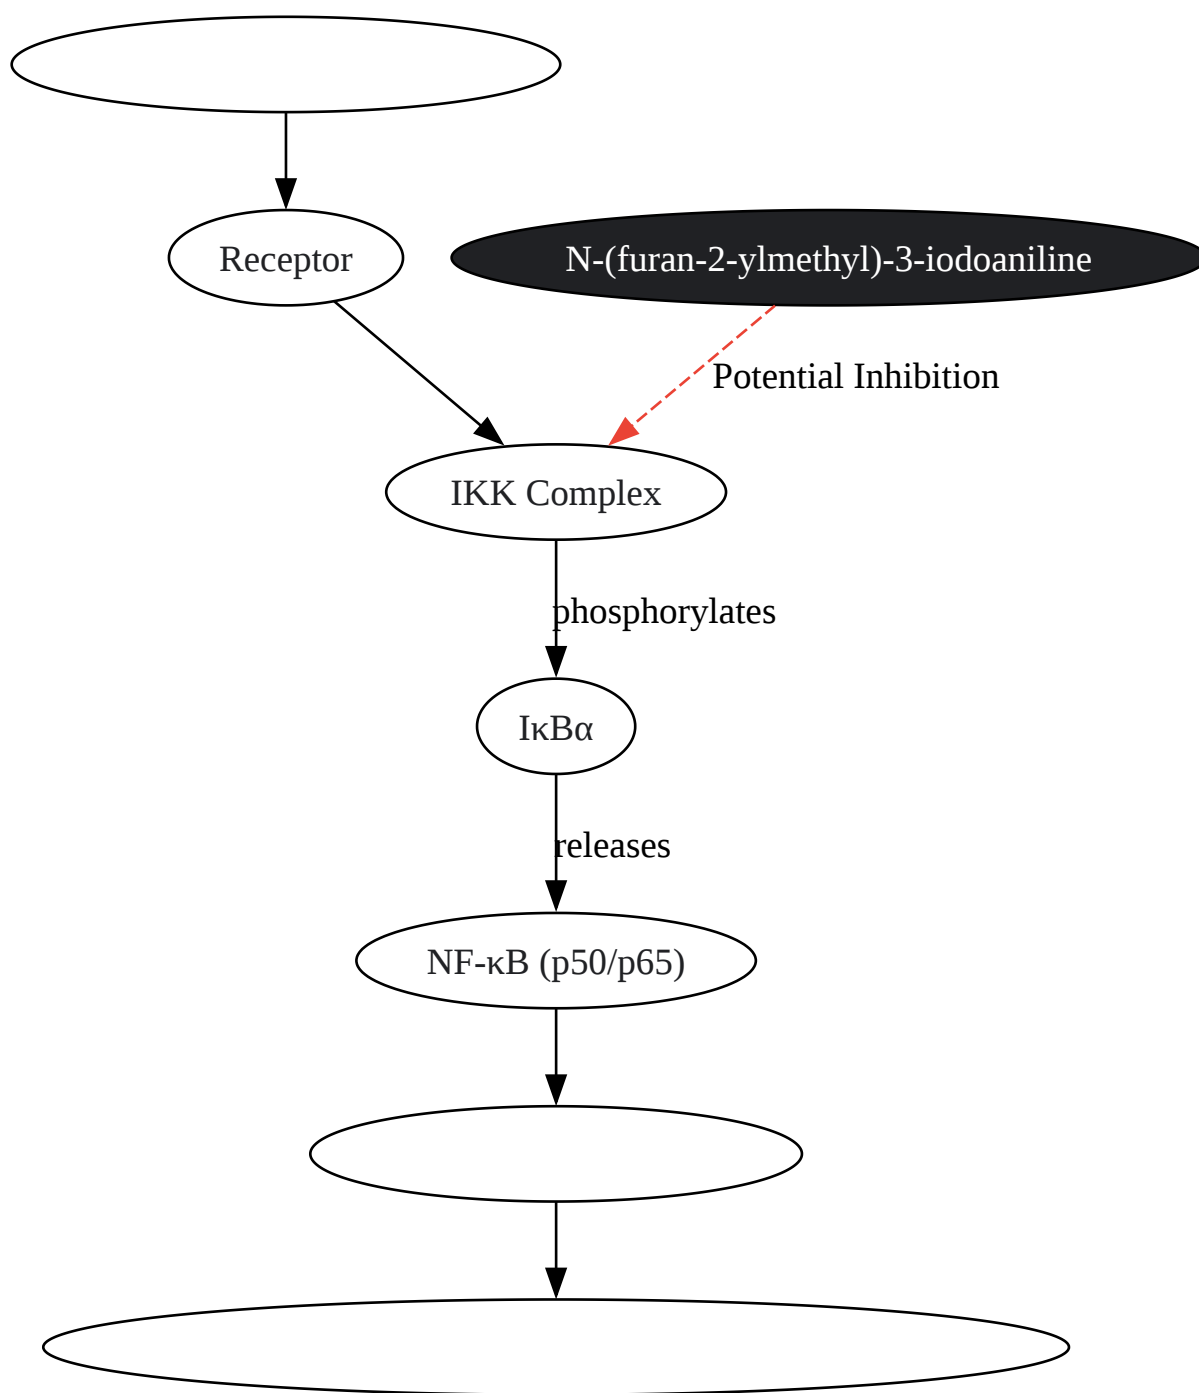 Receptor
N-(furan-2-ylmethyl)-3-iodoaniline
Potential Inhibition
IKK Complex
phosphorylates
IκBα
releases
NF-κB (p50/p65)